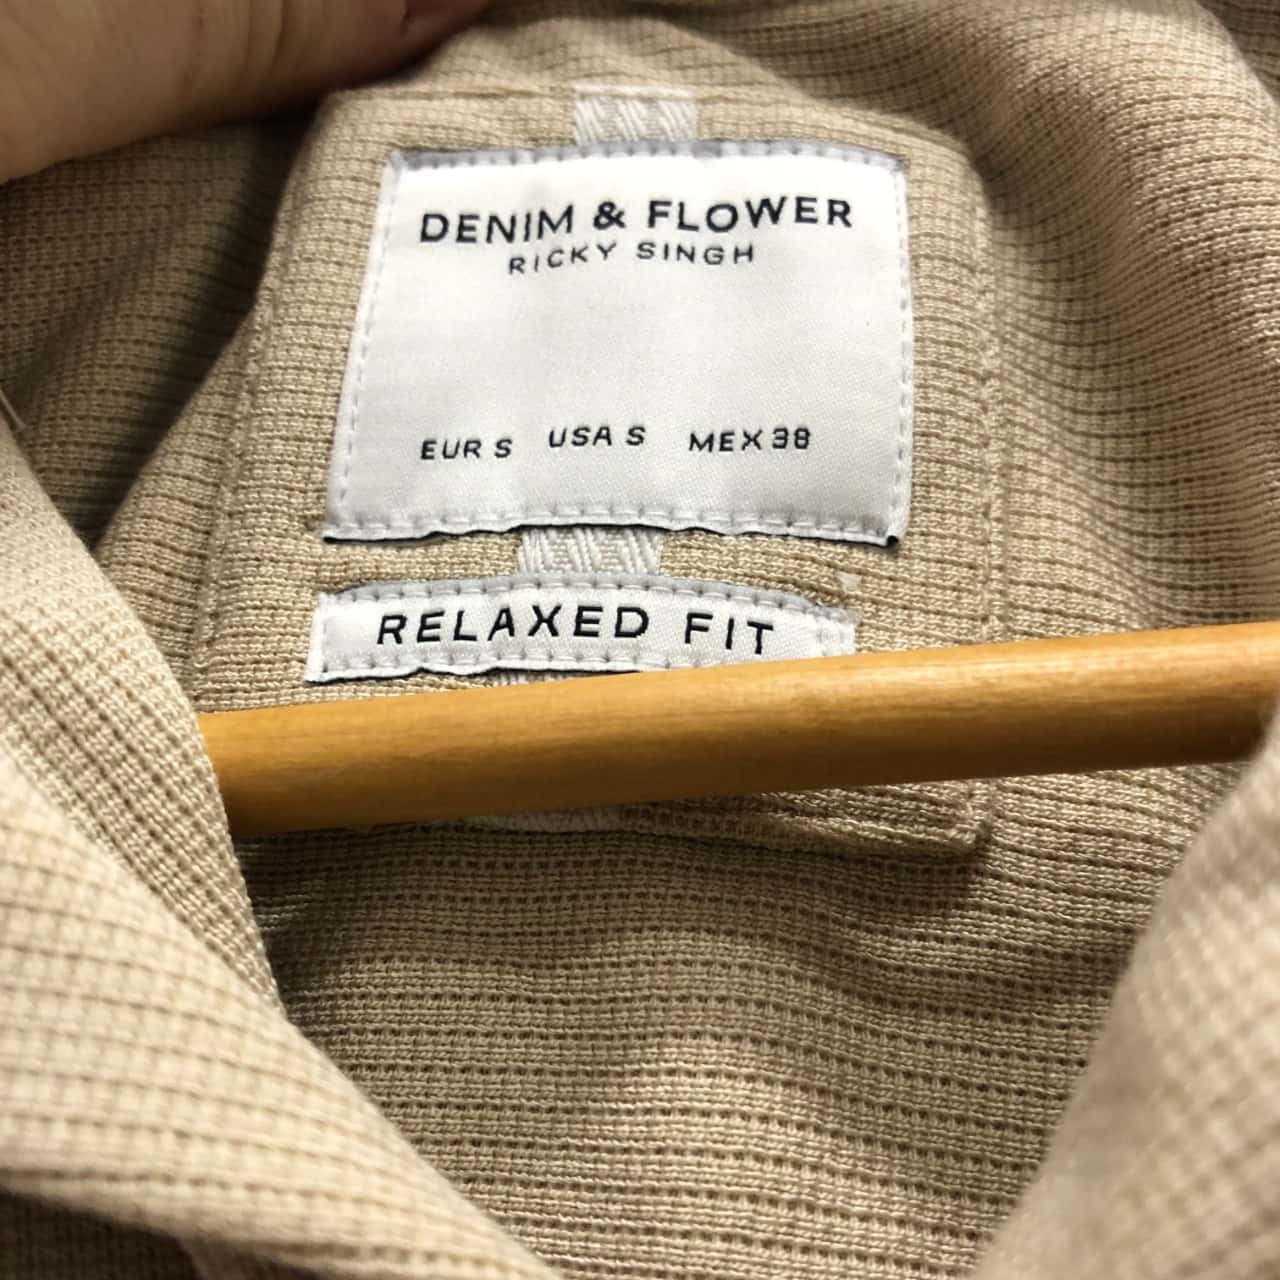 DENIM & FLOWER
RICKY SINGH
EUR S USA S MEX 38
RELAXED FIT